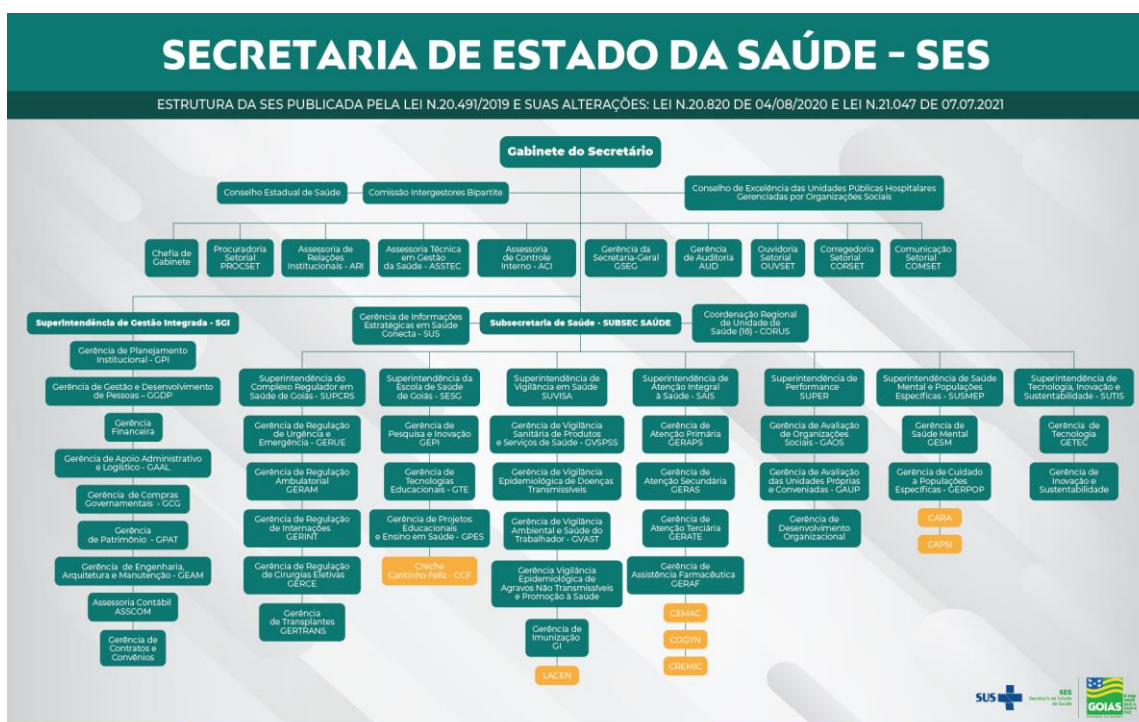 SECRETARIA DE ESTADO DA SAÚDE - SES
ESTRUTURA DA SES PUBLICADA PELA LEI N.20.491/2019 E SUAS ALTERAÇÕES: LEI N.20.820 DE 04/08/2020 E LEI N.21.047 DE 07.07.2021
Gabinete do Secretário
Conselho Estadual de Saúde
Comissão Intergestores Bipartite
Conselho de Excelência das Unidades Públicas Hospitalares
Gerenciadas por Organizações Sociais
Chefia de
Gabinete
Procuradoria
Setorial
PROCSET
Assessoria de
Relações
Institucionais - ARI
Assessoria Técnica
em Gestão
da Saúde - ASSTEC
Assessoria
de Controle
Interno - ACI
Gerência da
Secretaria-Geral
GSEG
Gerência
de Auditoria
AUD
Ouvidoria
Setorial
OUVSET
Corregedoria
Setorial
CORSET
Comunicação
Setorial
COMSET
Superintendência de Gestão Integrada - SGI
Gerência de Informações
Estratégicas em Saúde
Conecta - SUS
Subsecretaria de Saúde - SUBSEC SAÚDE
Coordenação Regional
de Unidade de
Saúde (18) - CORUS
Gerência de Planejamento
Institucional - GPI
Gerência de Gestão e Desenvolvimento
de Pessoas - GGDP
Gerência
Financeira
Gerência de Apoio Administrativo
e Logístico - GAAL
Gerência de Compras
Governamentais - GCG
Gerência
de Patrimônio - GPAT
Gerência de Engenharia,
Arquitetura e Manutenção - GEAM
Assessoria Contábil
ASSCOM
Gerência de
Contratos e
Convênios
Superintendência do
Complexo Regulador em
Saúde de Goiás - SUPCRS
Gerência de Regulação
de Urgência e
Emergência - GERUE
Gerência de Regulação
Ambulatorial
GERAM
Gerência de Regulação
de Internações
GERINT
Gerência de Regulação
de Cirurgias Eletivas
GERCE
Gerência
de Transplantes
GERTRANS
Superintendência da
Escola de Saúde
de Goiás - SESG
Gerência de
Pesquisa e Inovação
GEPI
Gerência de
Tecnologias
Educacionais - GTE
Gerência de Projetos
Educacionais
e Ensino em Saúde - GPES
Creche
Cantinho Feliz - CCF
Superintendência de
Vigilância em Saúde
SUVISA
Gerência de Vigilância
Sanitária de Produtos
e Serviços de Saúde - GVSPSS
Gerência de Vigilância
Epidemiológica de Doenças
Transmissíveis
Gerência de Vigilância
Ambiental e Saúde do
Trabalhador - GVAST
Gerência Vigilância
Epidemiológica de
Agravos Não Transmissíveis
e Promoção à Saúde
Gerência de
Imunização
GI
LACEN
Superintendência de
Atenção Integral
à Saúde - SAIS
Gerência de
Atenção Primária
GERAPS
Gerência de
Atenção Secundária
GERAS
Gerência de
Atenção Terciária
GERATE
Gerência de
Assistência Farmacêutica
GERAF
CEMAC
COGYN
CREMIC
Superintendência de
Performance
SUPER
Gerência de Avaliação
de Organizações
Sociais - GAOS
Gerência de Avaliação
das Unidades Próprias
e Conveniadas - GAUP
Gerência de
Desenvolvimento
Organizacional
Superintendência de Saúde
Mental e Populações
Específicas - SUSMEP
Gerência de
Saúde Mental
GESM
Gerência de Cuidado
a Populações
Específicas - GERPOP
CARA
CAPSI
Superintendência de
Tecnologia, Inovação e
Sustentabilidade - SUTIS
Gerência de
Tecnologia
GETEC
Gerência de
Inovação e
Sustentabilidade
SUS
SES
Secretaria de Estado
da Saúde
GOIÁS